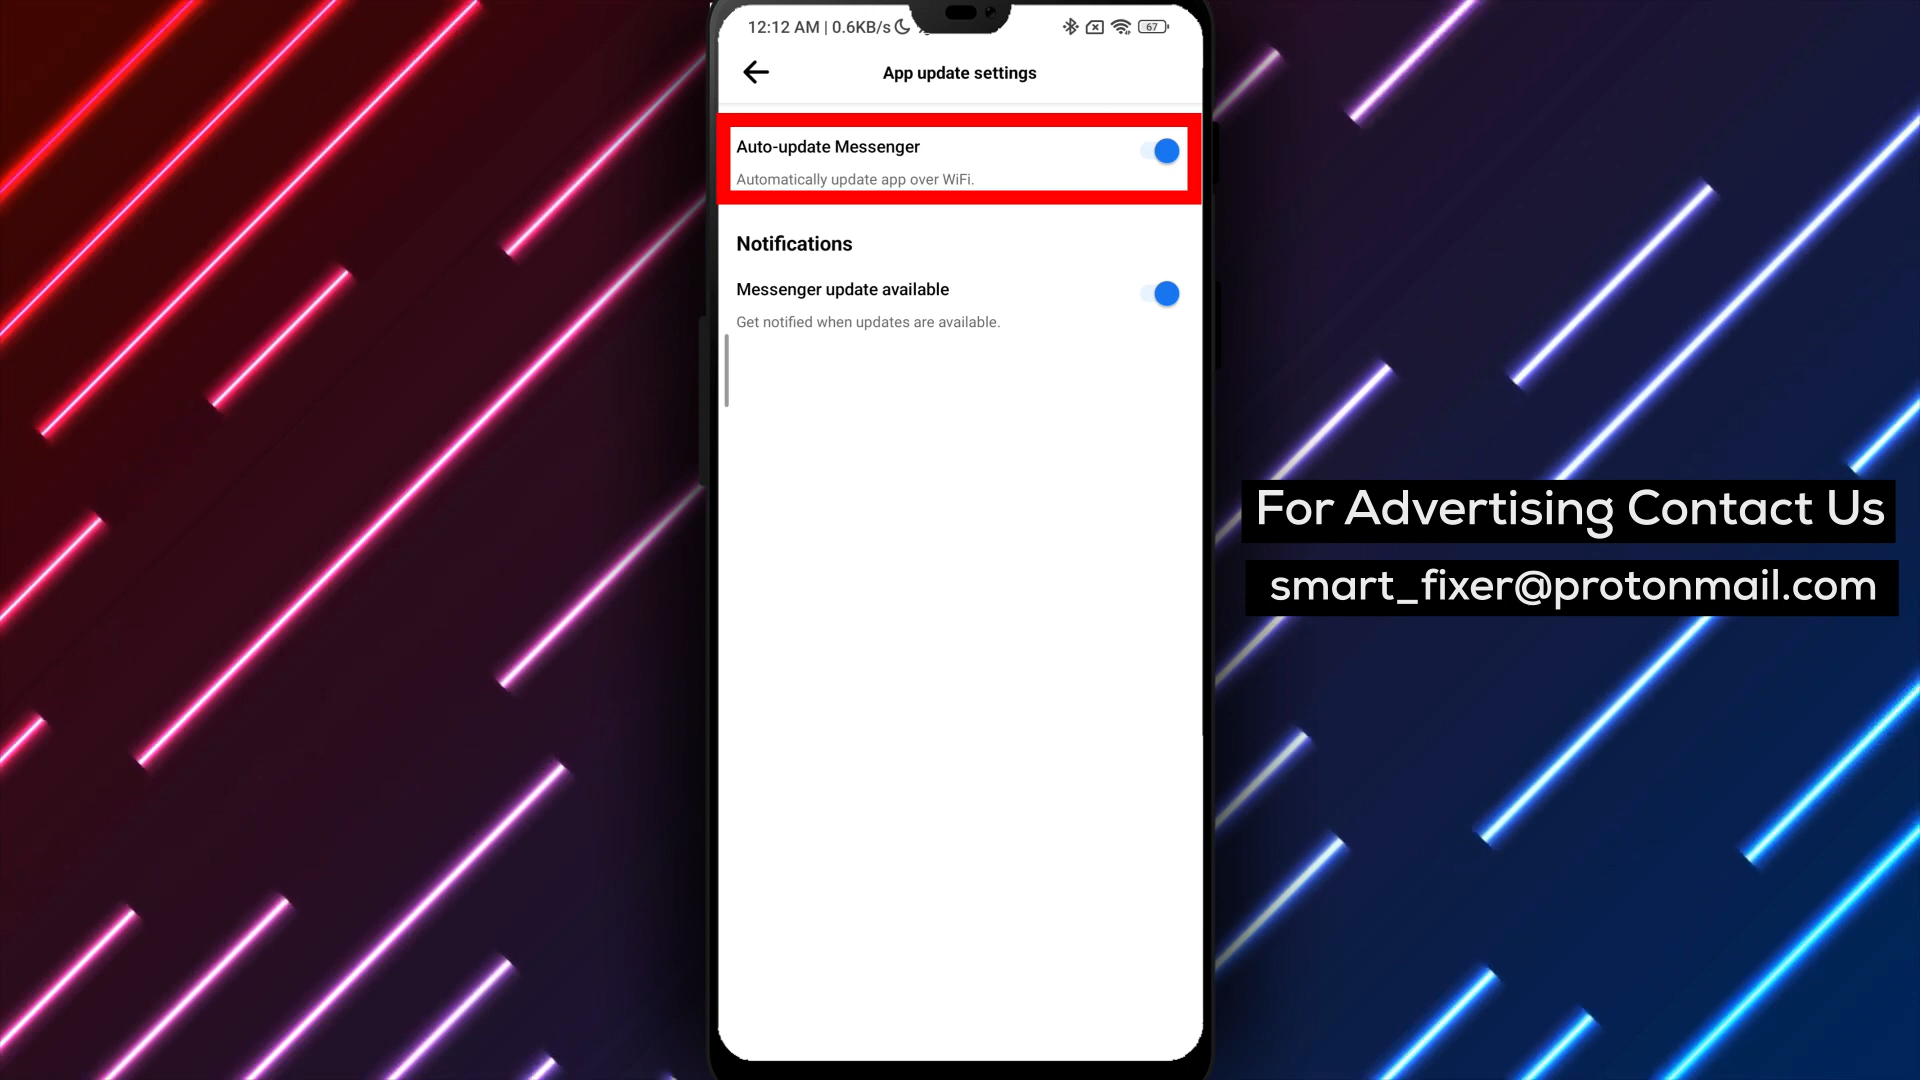 12:12 AM | 0.6KB/s
67
App update settings
Auto-update Messenger
Automatically update app over WiFi.
Notifications
Messenger update available
Get notified when updates are available.
For Advertising Contact Us
smart_fixer@protonmail.com